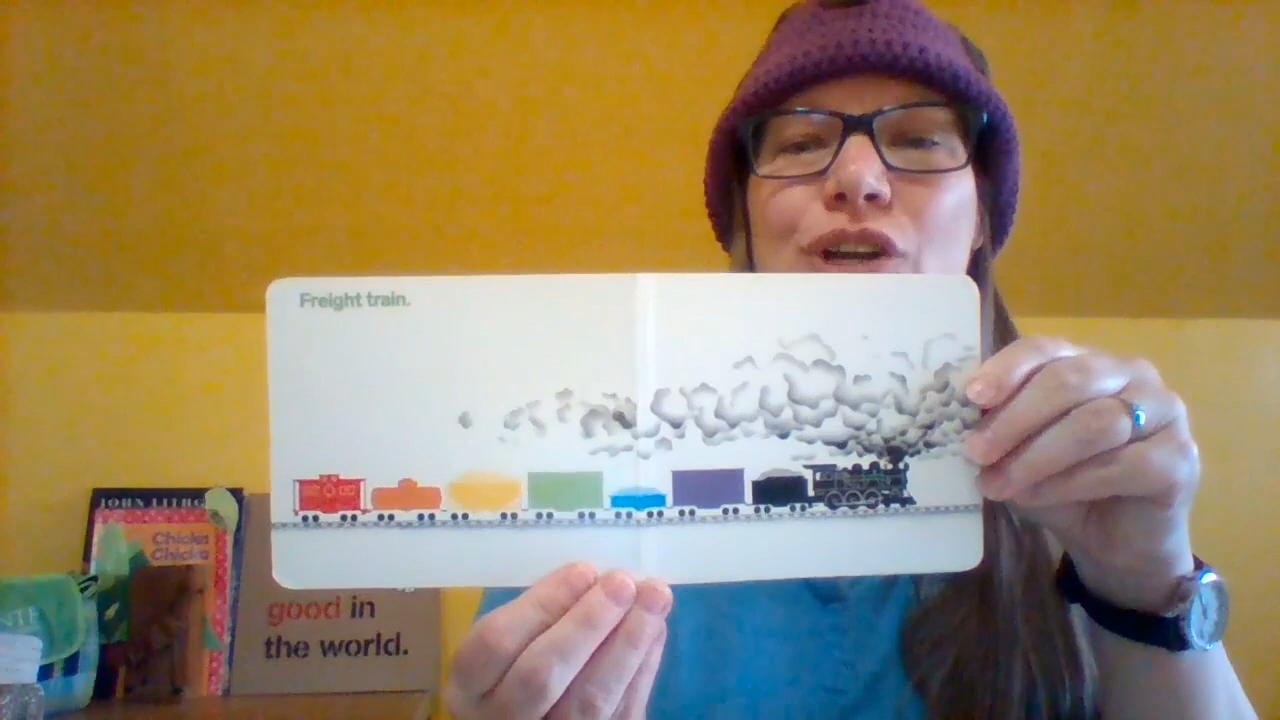 Freight train.
JOHN LITHG
Chicka
Chicka
good in
the world.